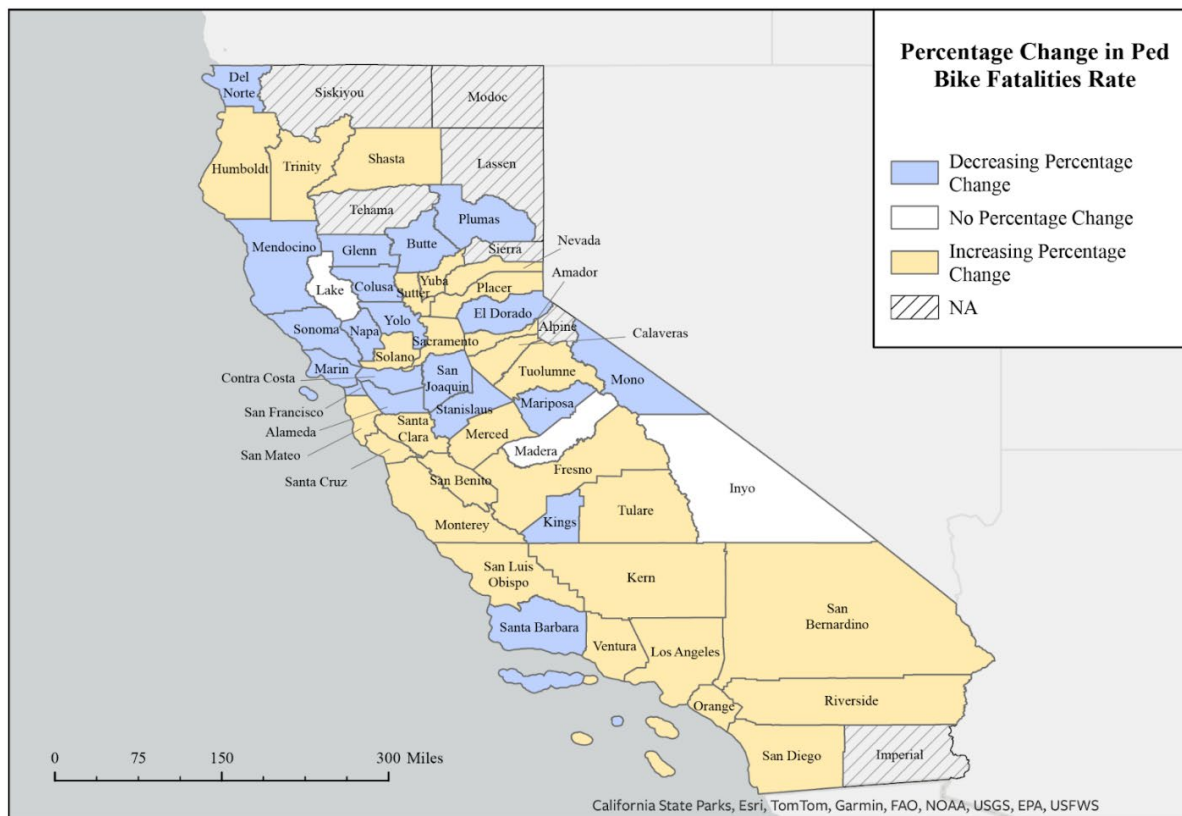 Percentage Change in Ped
Bike Fatalities Rate
Decreasing Percentage
Change
No Percentage Change
Increasing Percentage
Change
NA
Del
Norte
Siskiyou
Modoc
Humboldt
Trinity
Shasta
Lassen
Tehama
Plumas
Mendocino
Glenn
Butte
Sierra
Nevada
Lake
Colusa
Sutter
Yuba
Placer
Amador
Sonoma
Napa
Yolo
El Dorado
Alpine
Sacramento
Calaveras
Solano
Marin
Contra Costa
San
Joaquin
Tuolumne
Mono
San Francisco
Alameda
Stanislaus
Mariposa
San Mateo
Santa
Clara
Merced
Madera
Santa Cruz
San Benito
Fresno
Inyo
Monterey
Kings
Tulare
San Luis
Obispo
Kern
San
Bernardino
Santa Barbara
Ventura
Los Angeles
Orange
Riverside
San Diego
Imperial
0 75 150 300 Miles
California State Parks, Esri, TomTom, Garmin, FAO, NOAA, USGS, EPA, USFWS